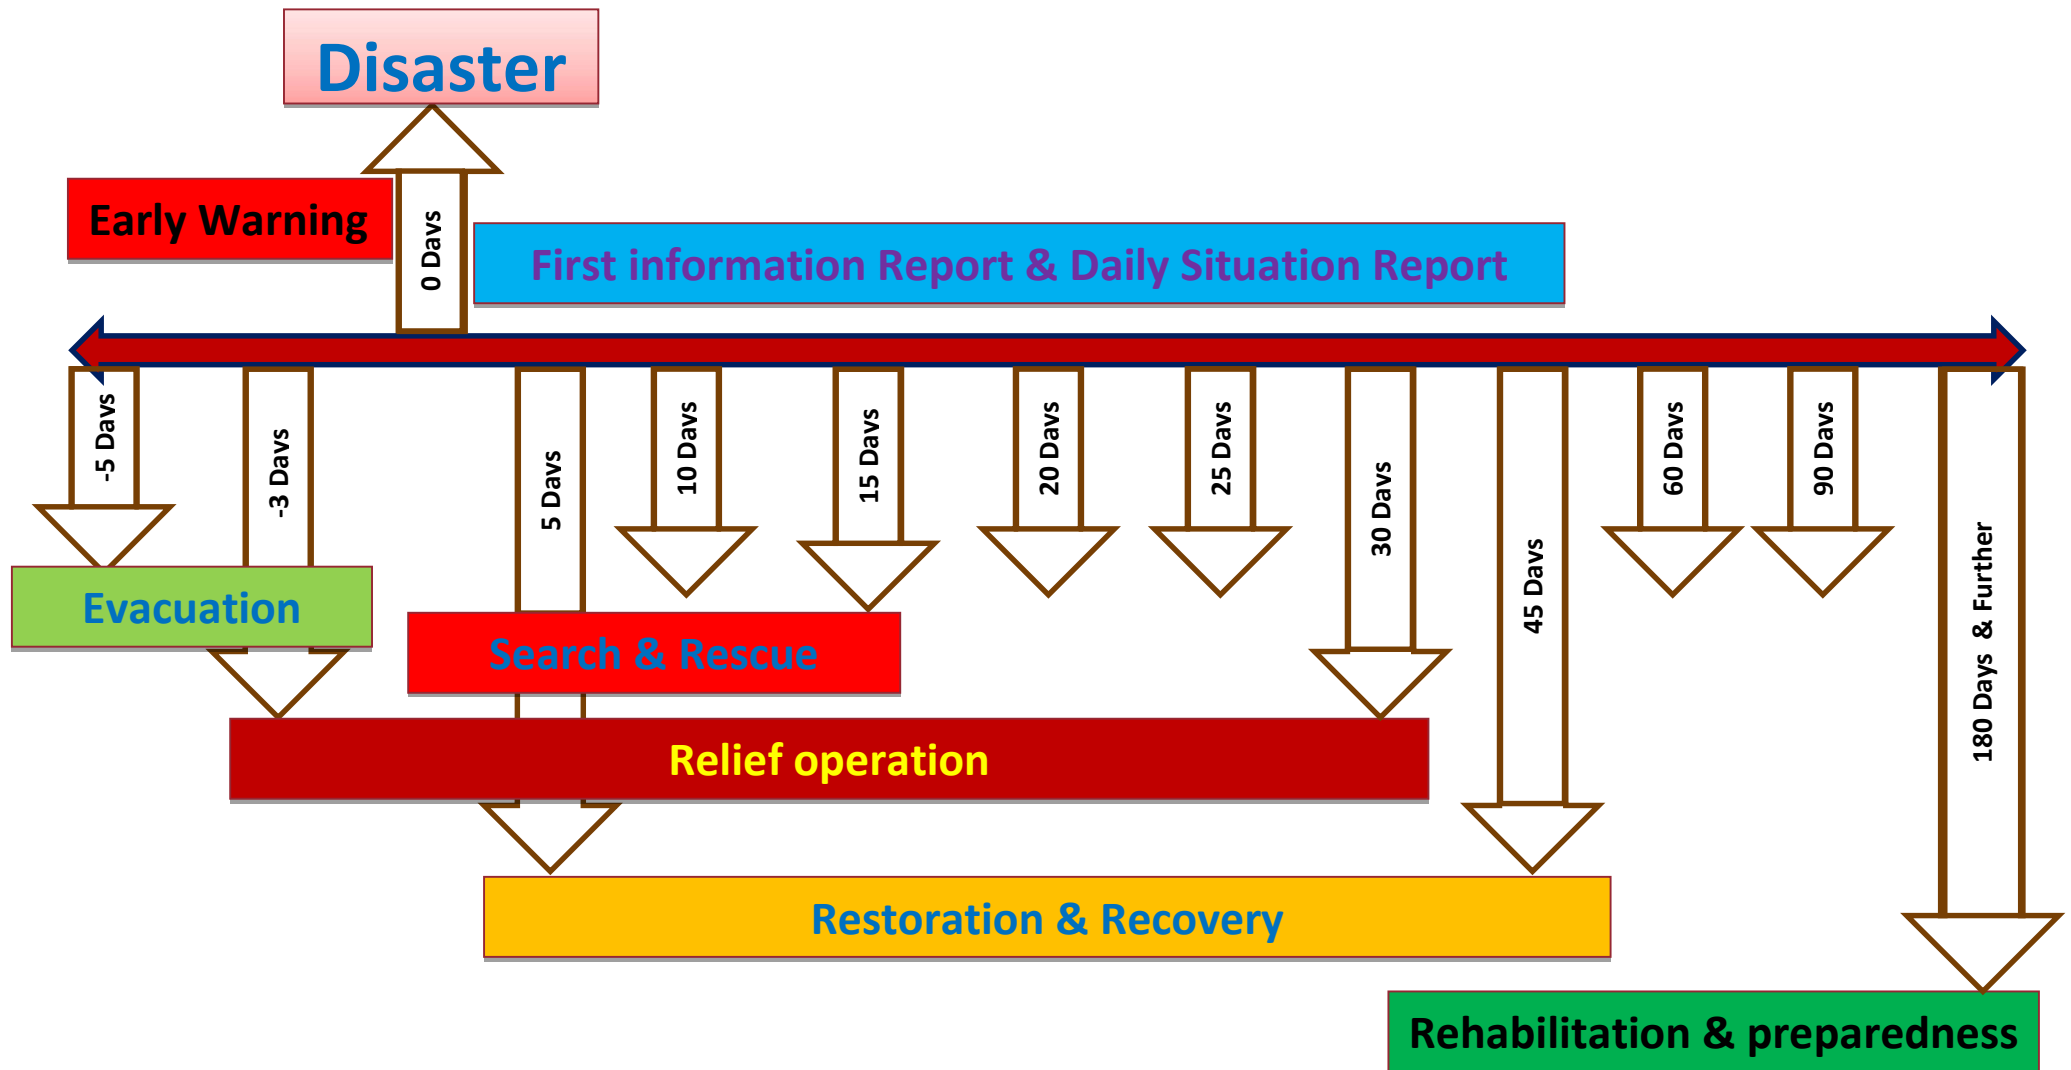 Disaster
Early Warning
0 Days
First information Report & Daily Situation Report
-5 Days
-3 Days
5 Days
10 Days
15 Days
20 Days
25 Days
30 Days
45 Days
60 Days
90 Days
180 Days & Further
Evacuation
Search & Rescue
Relief operation
Restoration & Recovery
Rehabilitation & preparedness